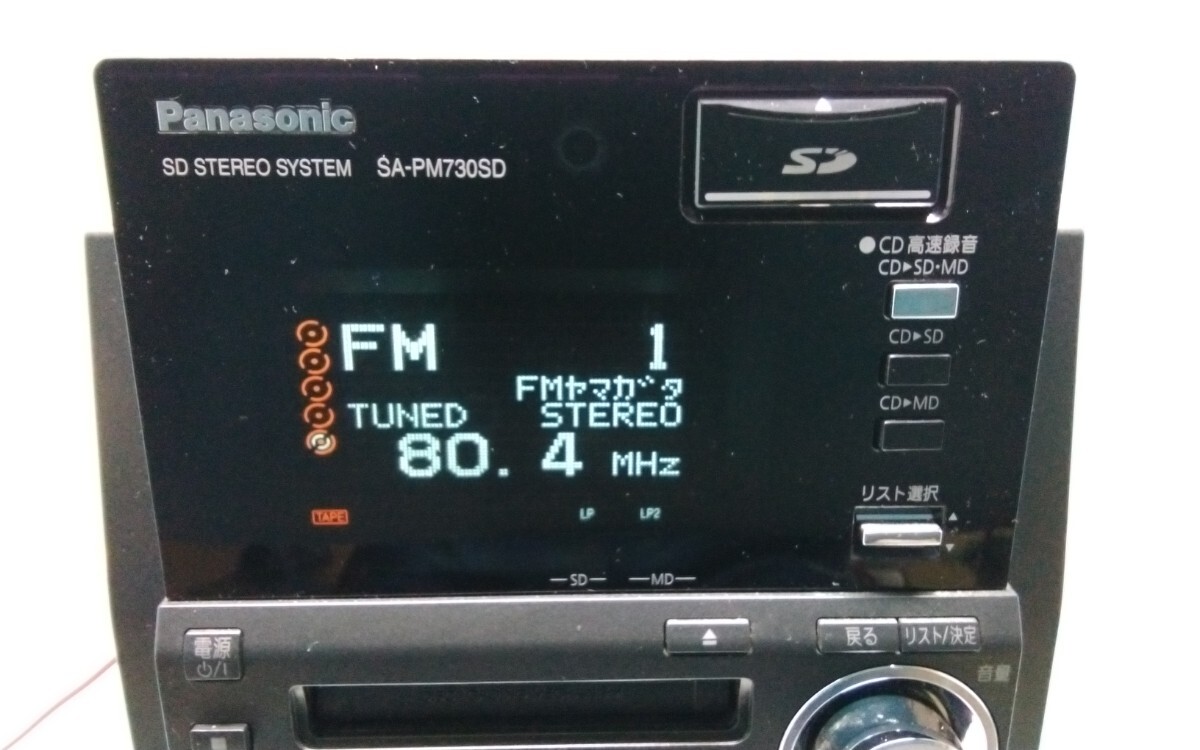 Panasonic
SD STEREO SYSTEM SA-PM730SD
SD
●CD 高速録音
CD▶SD·MD
CD▶SD
CD▶MD
FM 1
FMヤマガタ
TUNED STEREO
80.4 MHz
リスト選択
TAPE LP LP2
SD MD
電源
⏻/I
戻る
リスト/決定
音量